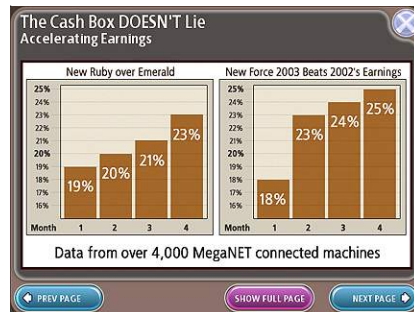 The Cash Box DOESN'T Lie
Accelerating Earnings
New Ruby over Emerald
25%
24%
23%
22%
21%
20%
19%
18%
17%
16%
19%
20%
21%
23%
Month 1 2 3 4
New Force 2003 Beats 2002's Earnings
25%
24%
23%
22%
21%
20%
19%
18%
17%
16%
18%
23%
24%
25%
Month 1 2 3 4
Data from over 4,000 MegaNET connected machines
PREV PAGE
SHOW FULL PAGE
NEXT PAGE